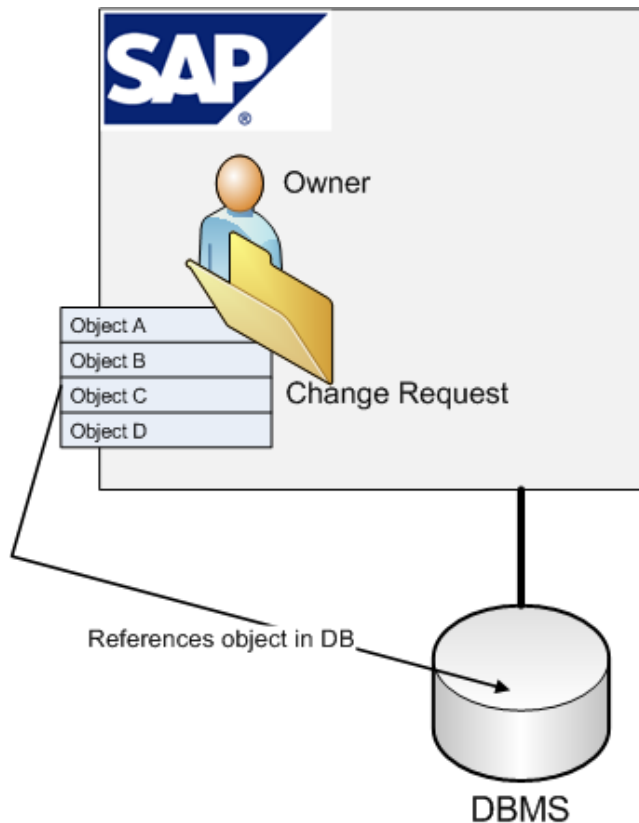 SAP
®
Owner
Object A
Object B
Object C
Object D
Change Request
References object in DB
DBMS